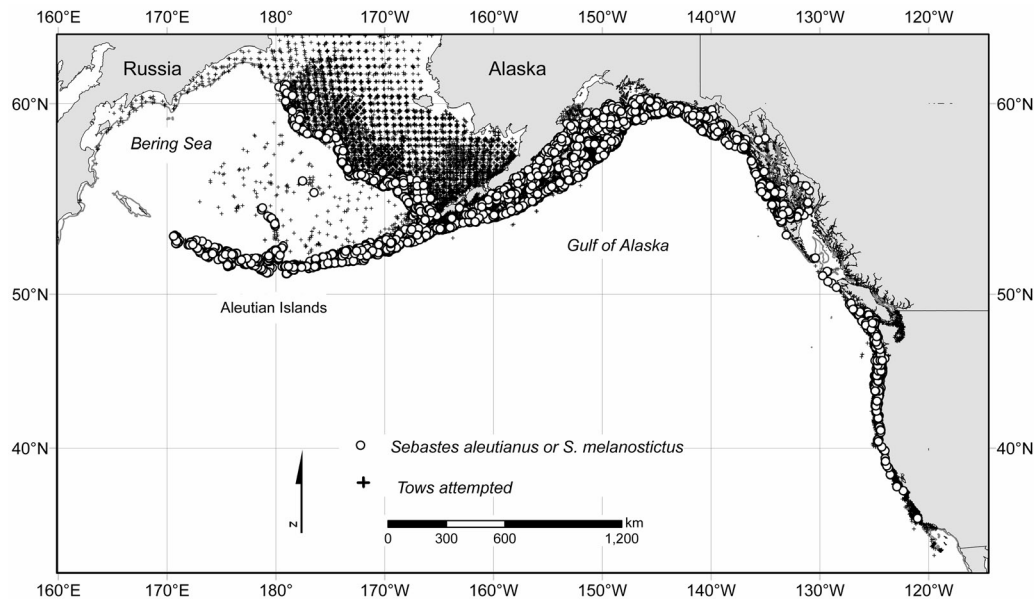 160°E 170°E 180° 170°W 160°W 150°W 140°W 130°W 120°W
Russia
Alaska
60°N
60°N
Bering Sea
Gulf of Alaska
50°N
50°N
Aleutian Islands
40°N
40°N
Sebastes aleutianus or S. melanostictus
Tows attempted
N
km
0 300 600 1,200
160°E 170°E 180° 170°W 160°W 150°W 140°W 130°W 120°W